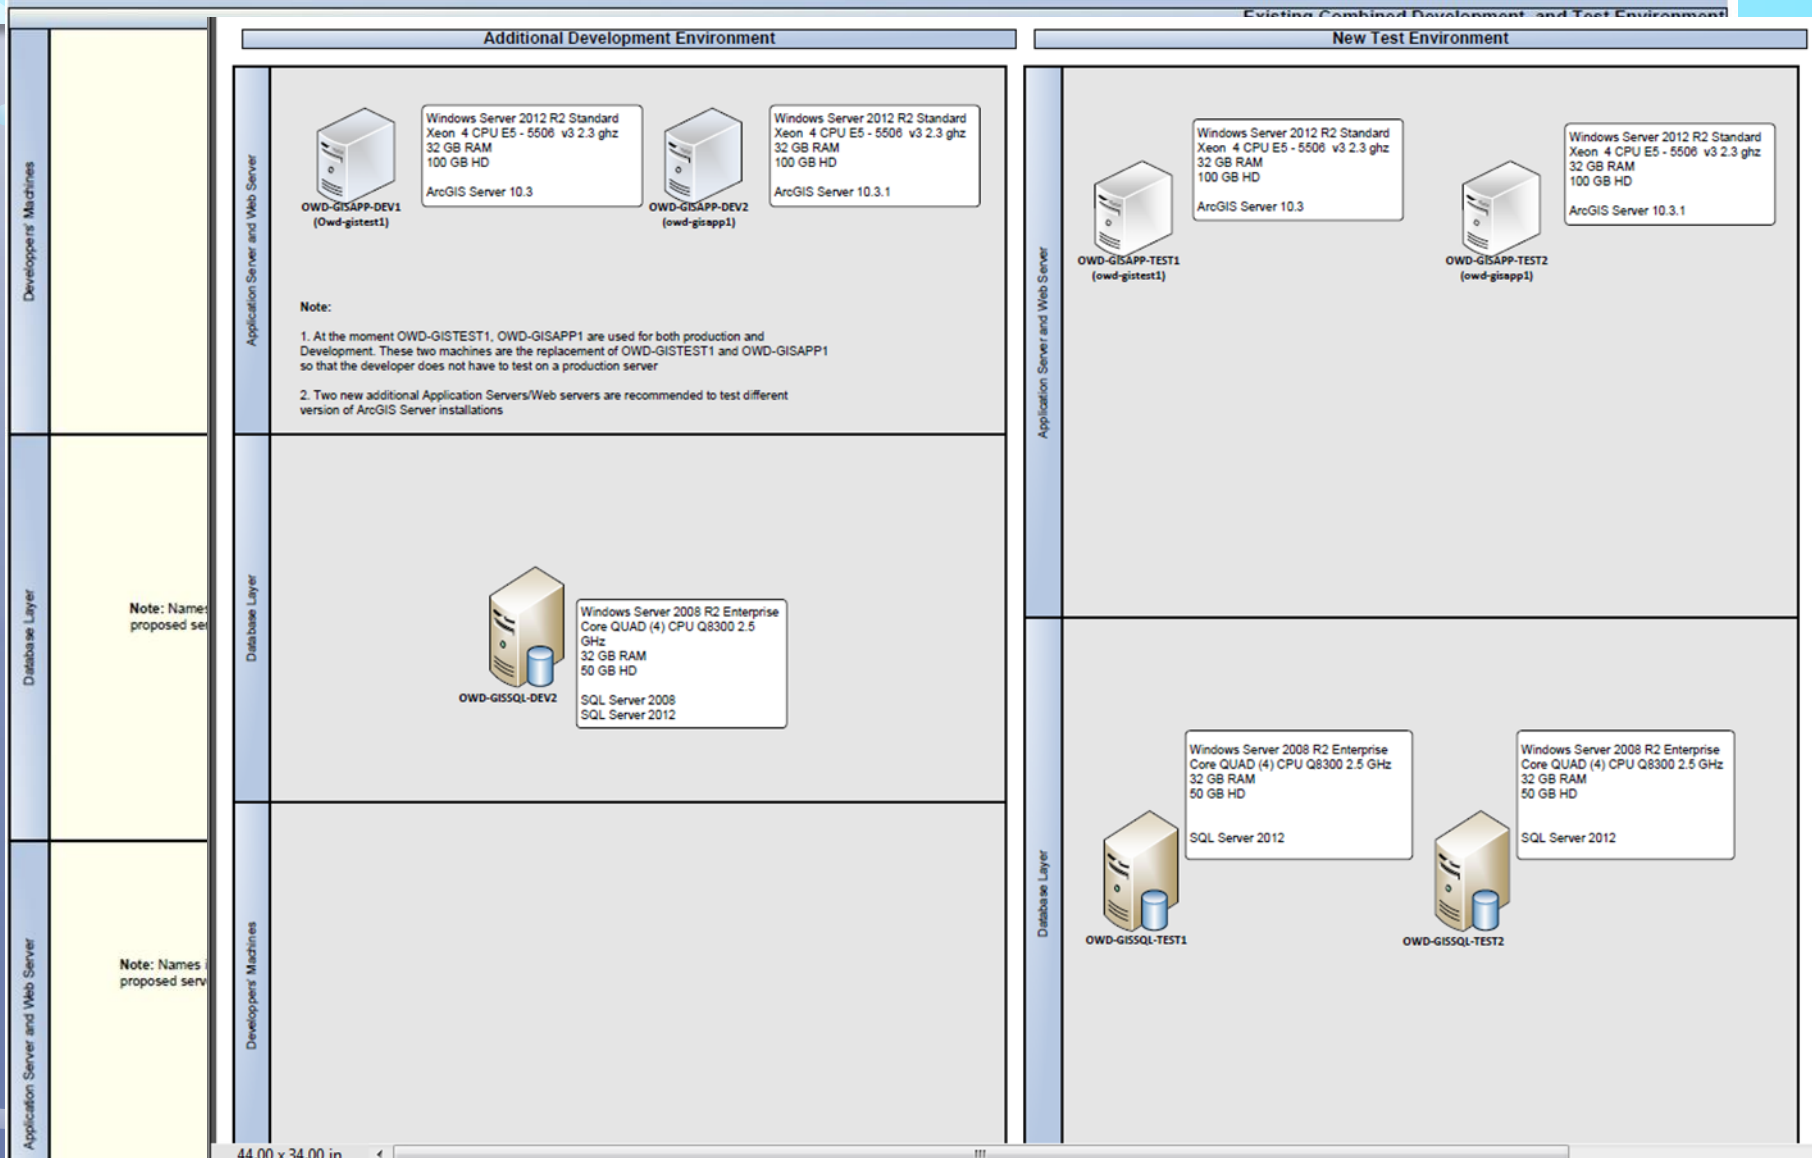 Existing Combined Development and Test Environment
Developers' Machines
Database Layer
Note: Names
proposed ser
Application Server and Web Server
Note: Names i
proposed serv
Additional Development Environment
Application Server and Web Server
Windows Server 2012 R2 Standard
Xeon 4 CPU E5 - 5506 v3 2.3 ghz
32 GB RAM
100 GB HD
ArcGIS Server 10.3
OWD-GISAPP-DEV1
(Owd-gistest1)
Windows Server 2012 R2 Standard
Xeon 4 CPU E5 - 5506 v3 2.3 ghz
32 GB RAM
100 GB HD
ArcGIS Server 10.3.1
OWD-GISAPP-DEV2
(owd-gisapp1)
Note:
1. At the moment OWD-GISTEST1, OWD-GISAPP1 are used for both production and
Development. These two machines are the replacement of OWD-GISTEST1 and OWD-GISAPP1
so that the developer does not have to test on a production server
2. Two new additional Application Servers/Web servers are recommended to test different
version of ArcGIS Server installations
Database Layer
Windows Server 2008 R2 Enterprise
Core QUAD (4) CPU Q8300 2.5
GHz
32 GB RAM
50 GB HD
SQL Server 2008
SQL Server 2012
OWD-GISSQL-DEV2
Developpers' Machines
New Test Environment
Application Server and Web Server
Windows Server 2012 R2 Standard
Xeon 4 CPU E5 - 5506 v3 2.3 ghz
32 GB RAM
100 GB HD
ArcGIS Server 10.3
OWD-GISAPP-TEST1
(owd-gistest1)
Windows Server 2012 R2 Standard
Xeon 4 CPU E5 - 5506 v3 2.3 ghz
32 GB RAM
100 GB HD
ArcGIS Server 10.3.1
OWD-GISAPP-TEST2
(owd-gisapp1)
Database Layer
Windows Server 2008 R2 Enterprise
Core QUAD (4) CPU Q8300 2.5 GHz
32 GB RAM
50 GB HD
SQL Server 2012
OWD-GISSQL-TEST1
Windows Server 2008 R2 Enterprise
Core QUAD (4) CPU Q8300 2.5 GHz
32 GB RAM
50 GB HD
SQL Server 2012
OWD-GISSQL-TEST2
44.00 x 34.00 in